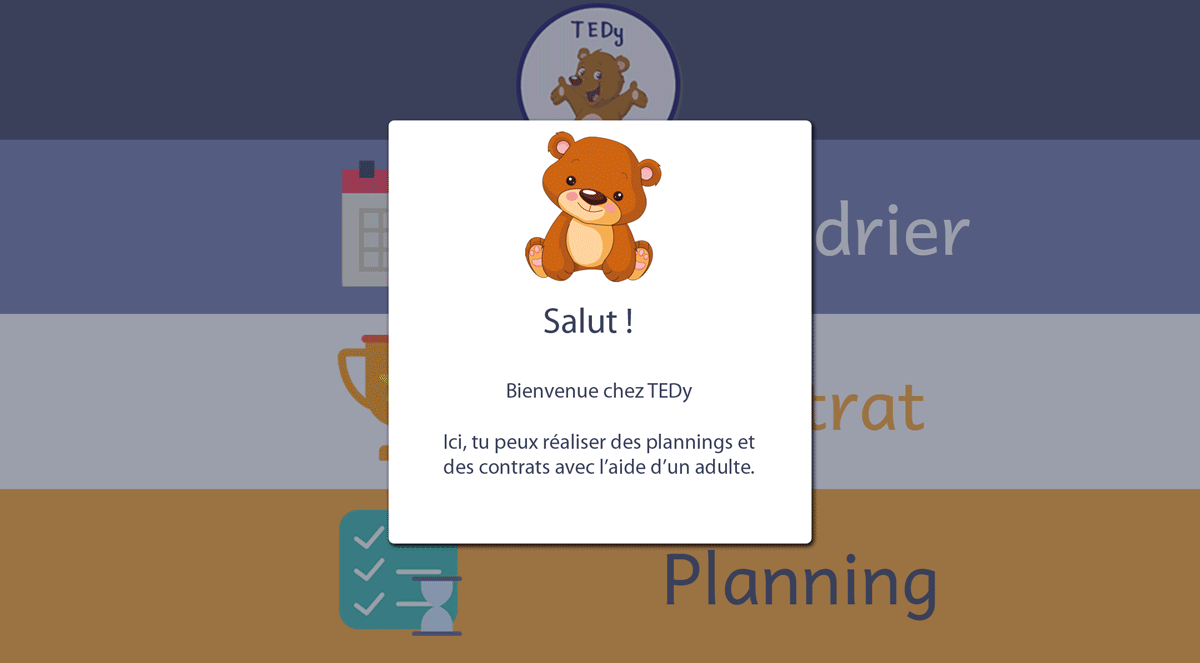 TEDy
drier
Salut !
Bienvenue chez TEDy
trat
Ici, tu peux réaliser des plannings et
des contrats avec l’aide d’un adulte.
Planning